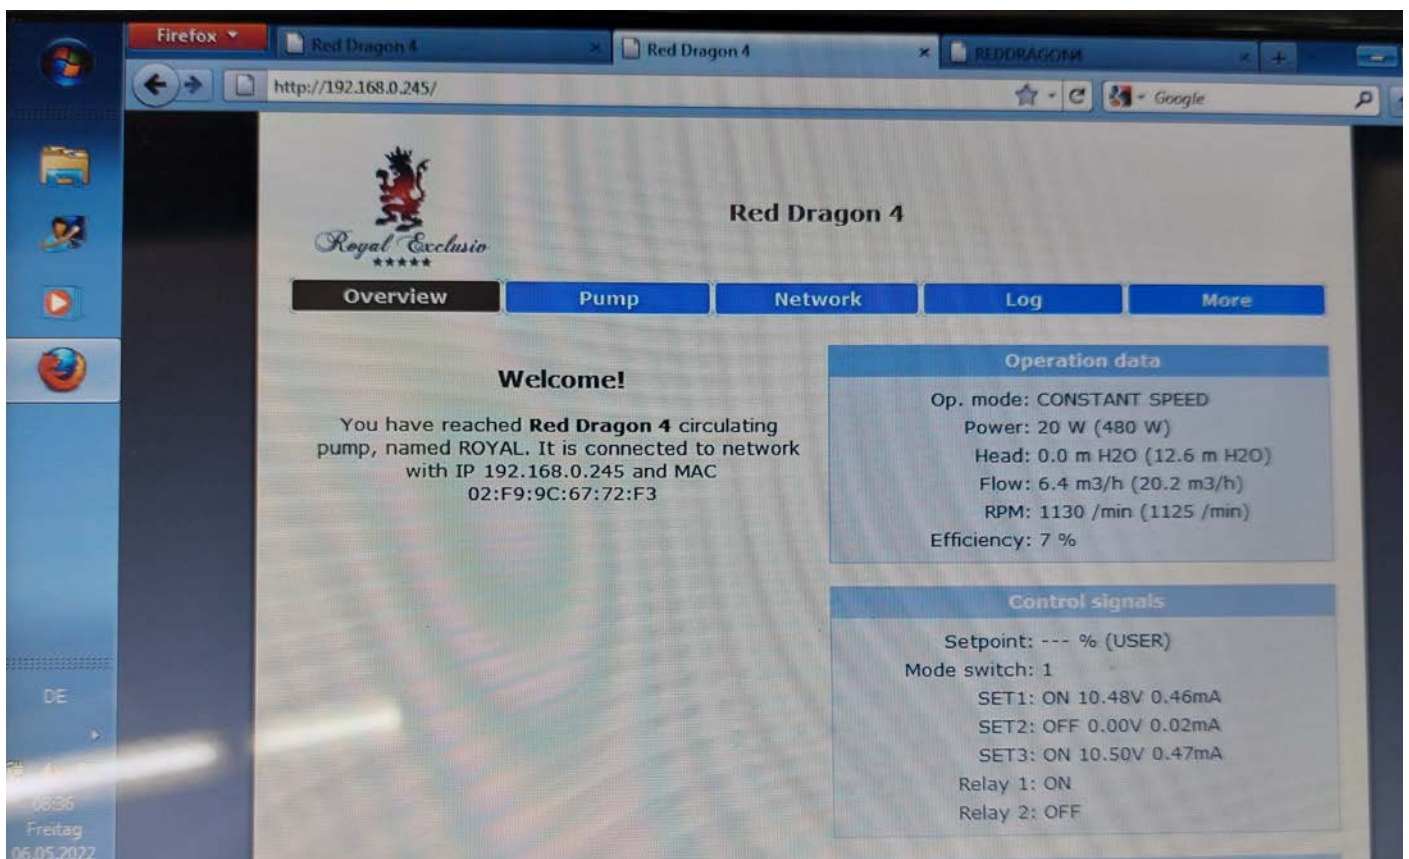 Firefox
Red Dragon 4
Red Dragon 4
REDDRAGON4
http://192.168.0.245/
Google
Royal Exclusiv
Red Dragon 4
Overview
Pump
Network
Log
More
Welcome!
You have reached Red Dragon 4 circulating
pump, named ROYAL. It is connected to network
with IP 192.168.0.245 and MAC
02:F9:9C:67:72:F3
Operation data
Op. mode: CONSTANT SPEED
Power: 20 W (480 W)
Head: 0.0 m H2O (12.6 m H2O)
Flow: 6.4 m3/h (20.2 m3/h)
RPM: 1130 /min (1125 /min)
Efficiency: 7 %
Control signals
Setpoint: --- % (USER)
Mode switch: 1
SET1: ON 10.48V 0.46mA
SET2: OFF 0.00V 0.02mA
SET3: ON 10.50V 0.47mA
Relay 1: ON
Relay 2: OFF
DE
08:36
Freitag
06.05.2022